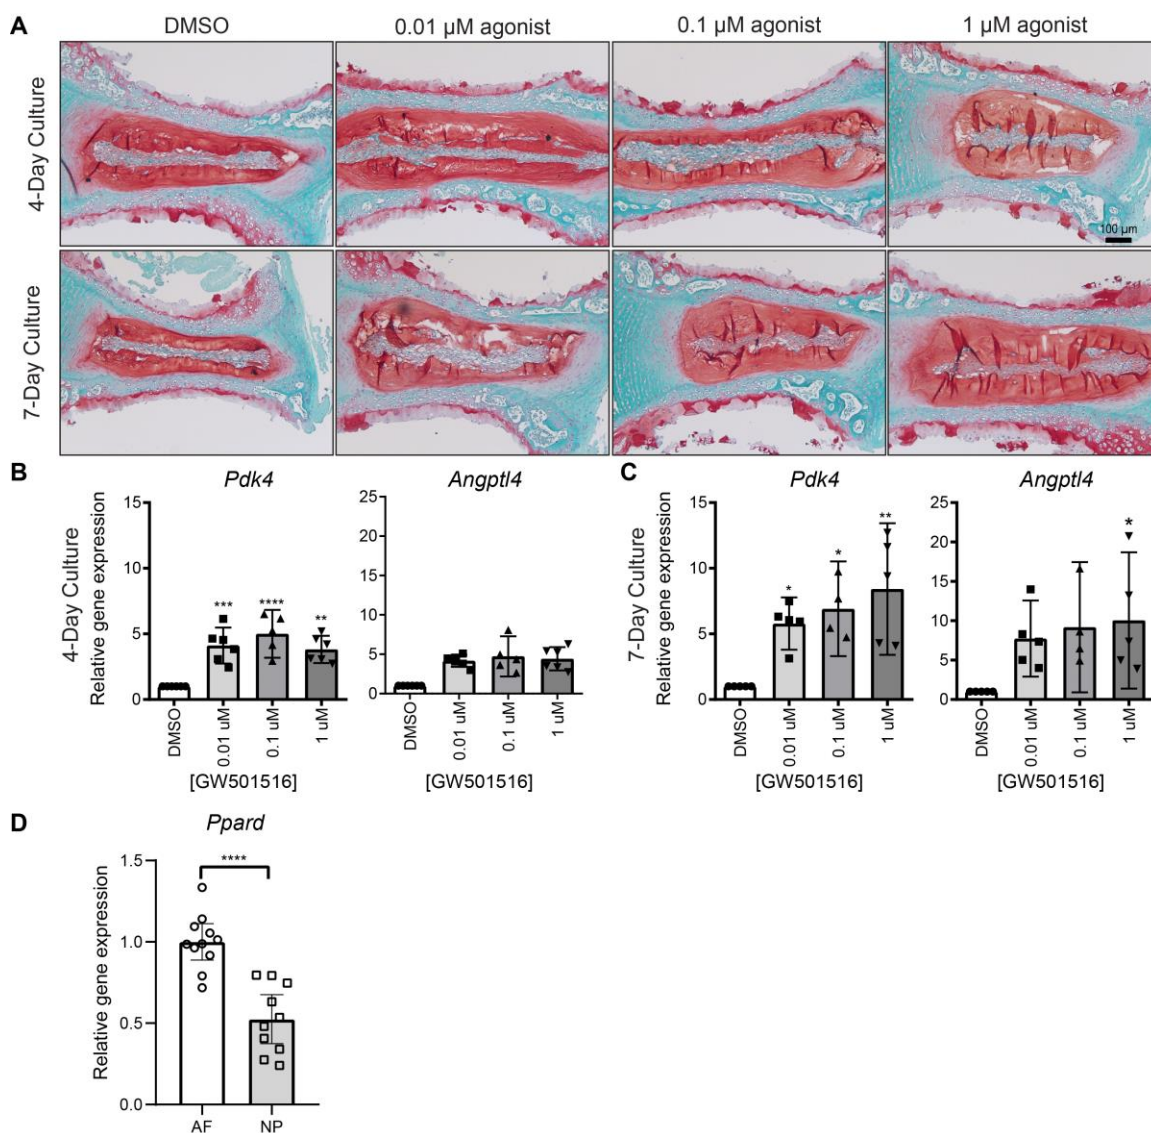 A
DMSO
0.01 µM agonist
0.1 µM agonist
1 µM agonist
4-Day Culture
100 µm
7-Day Culture
B
Pdk4
Angptl4
4-Day Culture
Relative gene expression
15
10
5
0
***
****
**
25
20
15
10
5
0
DMSO
0.01 uM
0.1 uM
1 uM
[GW501516]
DMSO
0.01 uM
0.1 uM
1 uM
[GW501516]
C
Pdk4
Angptl4
7-Day Culture
Relative gene expression
15
10
5
0
*
*
**
25
20
15
10
5
0
*
DMSO
0.01 uM
0.1 uM
1 uM
[GW501516]
DMSO
0.01 uM
0.1 uM
1 uM
[GW501516]
D
Ppard
Relative gene expression
1.5
1.0
0.5
0.0
****
AF
NP